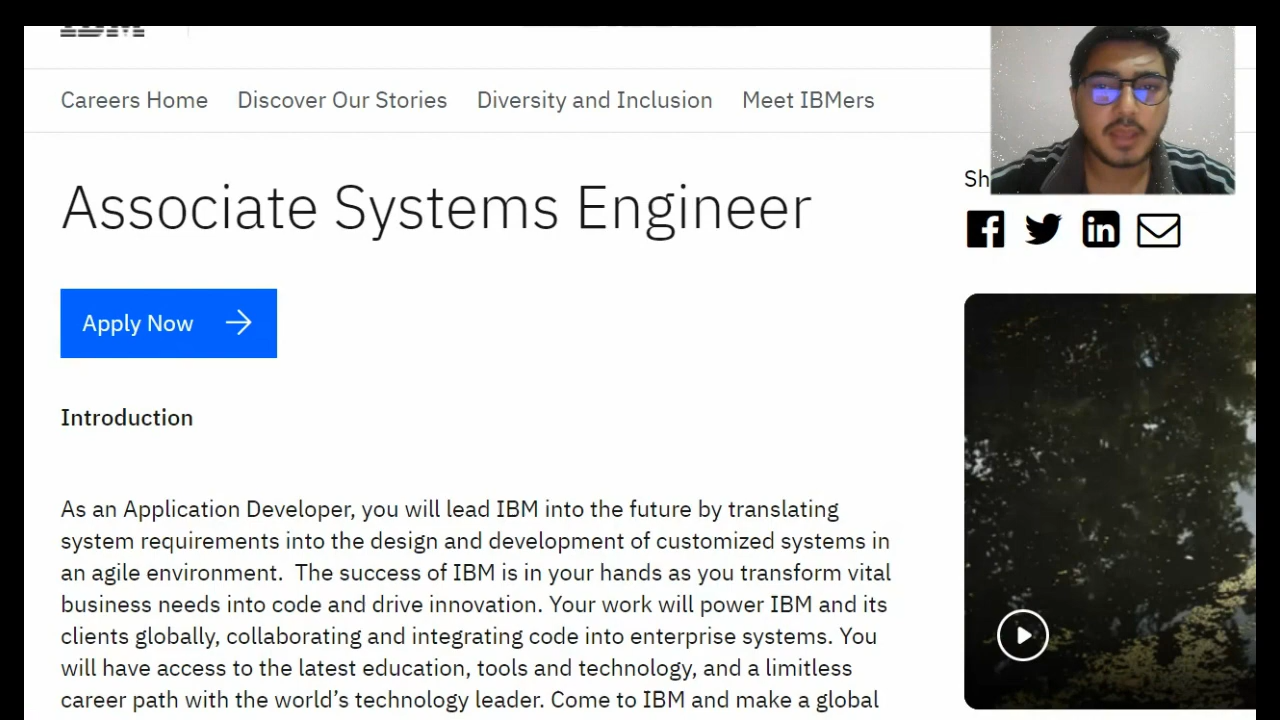 IBM
Careers Home Discover Our Stories Diversity and Inclusion Meet IBMers
Associate Systems Engineer
Sh
Apply Now
Introduction
As an Application Developer, you will lead IBM into the future by translating
system requirements into the design and development of customized systems in
an agile environment.  The success of IBM is in your hands as you transform vital
business needs into code and drive innovation. Your work will power IBM and its
clients globally, collaborating and integrating code into enterprise systems. You
will have access to the latest education, tools and technology, and a limitless
career path with the world’s technology leader. Come to IBM and make a global